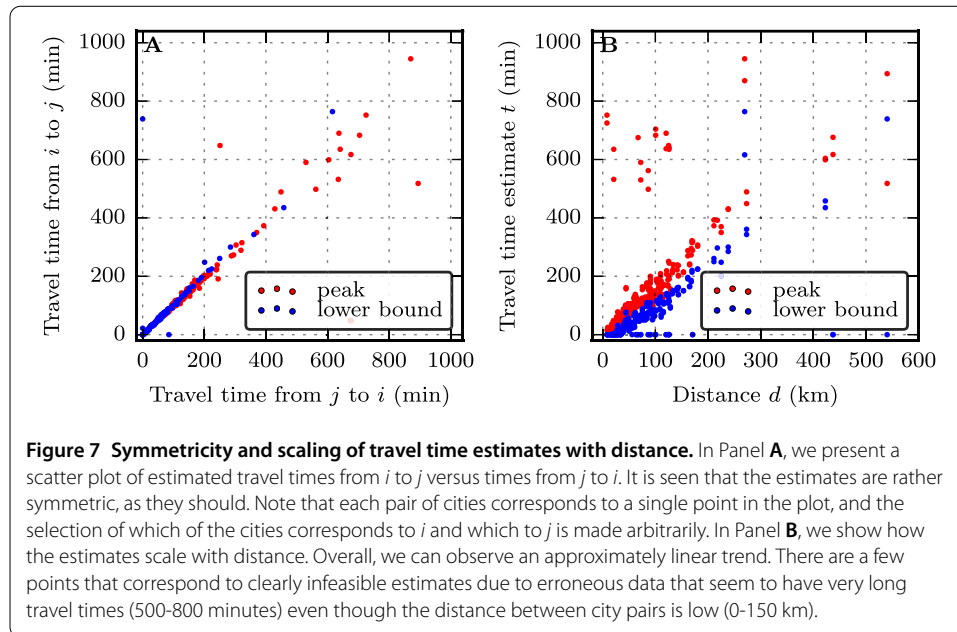 A
Travel time from i to j (min)
1000
800
600
400
200
0
0 200 400 600 800 1000
Travel time from j to i (min)
peak
lower bound
B
Travel time estimate t (min)
1000
800
600
400
200
0
0 100 200 300 400 500 600
Distance d (km)
peak
lower bound
Figure 7 Symmetricity and scaling of travel time estimates with distance. In Panel A, we present a
scatter plot of estimated travel times from i to j versus times from j to i. It is seen that the estimates are rather
symmetric, as they should. Note that each pair of cities corresponds to a single point in the plot, and the
selection of which of the cities corresponds to i and which to j is made arbitrarily. In Panel B, we show how
the estimates scale with distance. Overall, we can observe an approximately linear trend. There are a few
points that correspond to clearly infeasible estimates due to erroneous data that seem to have very long
travel times (500-800 minutes) even though the distance between city pairs is low (0-150 km).